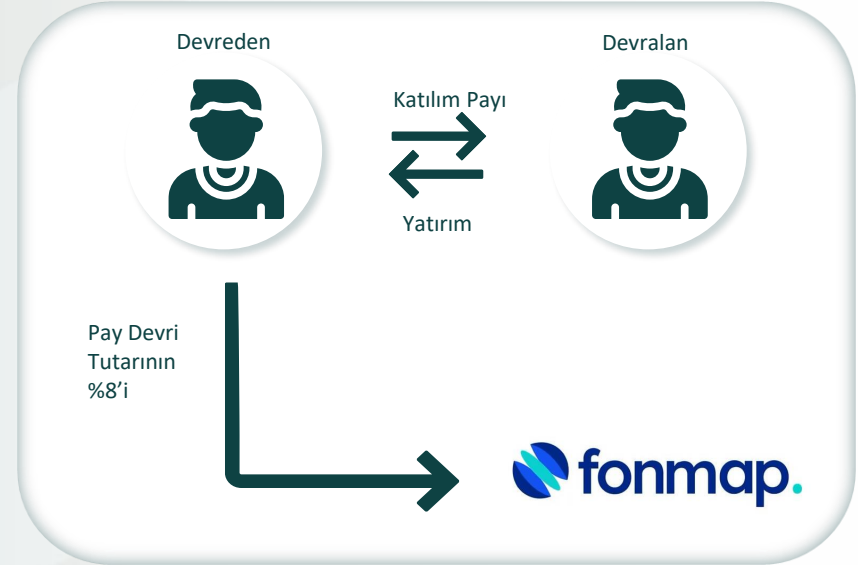 Devreden
Devralan
Katılım Payı
Yatırım
Pay Devri
Tutarının
%8’i
fonmap.